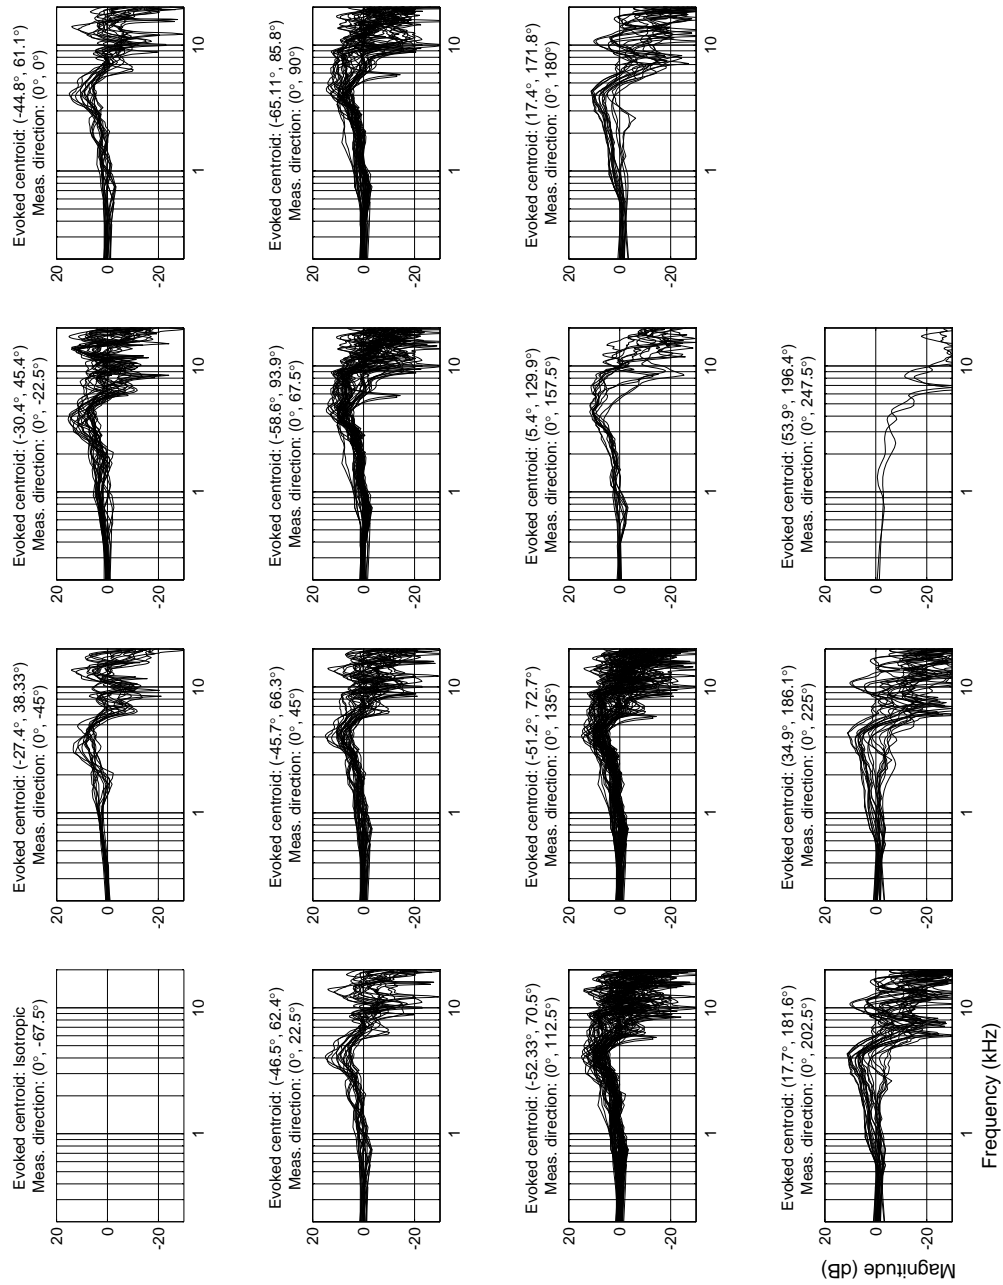 Evoked centroid: Isotropic
Meas. direction: (0°, -67.5°)
20
0
-20
1
10
Evoked centroid: (-27.4°, 38.33°)
Meas. direction: (0°, -45°)
20
0
-20
1
10
Evoked centroid: (-30.4°, 45.4°)
Meas. direction: (0°, -22.5°)
20
0
-20
1
10
Evoked centroid: (-44.8°, 61.1°)
Meas. direction: (0°, 0°)
20
0
-20
1
10
Evoked centroid: (-46.5°, 62.4°)
Meas. direction: (0°, 22.5°)
20
0
-20
1
10
Evoked centroid: (-45.7°, 66.3°)
Meas. direction: (0°, 45°)
20
0
-20
1
10
Evoked centroid: (-58.6°, 93.9°)
Meas. direction: (0°, 67.5°)
20
0
-20
1
10
Evoked centroid: (-65.11°, 85.8°)
Meas. direction: (0°, 90°)
20
0
-20
1
10
Evoked centroid: (-52.33°, 70.5°)
Meas. direction: (0°, 112.5°)
20
0
-20
1
10
Evoked centroid: (-51.2°, 72.7°)
Meas. direction: (0°, 135°)
20
0
-20
1
10
Evoked centroid: (5.4°, 129.9°)
Meas. direction: (0°, 157.5°)
20
0
-20
1
10
Evoked centroid: (17.4°, 171.8°)
Meas. direction: (0°, 180°)
20
0
-20
1
10
Evoked centroid: (17.7°, 181.6°)
Meas. direction: (0°, 202.5°)
20
0
-20
1
10
Evoked centroid: (34.9°, 186.1°)
Meas. direction: (0°, 225°)
20
0
-20
1
10
Evoked centroid: (53.9°, 196.4°)
Meas. direction: (0°, 247.5°)
20
0
-20
1
10
Magnitude (dB)
Frequency (kHz)